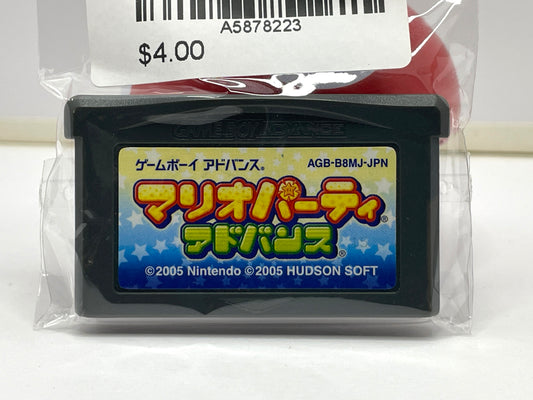 A5878223
$4.00
GAME BOY ADVANCE
ゲームボーイ アドバンス®
AGB-B8MJ-JPN
マリオパーティ®
アドバンス®
©2005 Nintendo ©2005 HUDSON SOFT